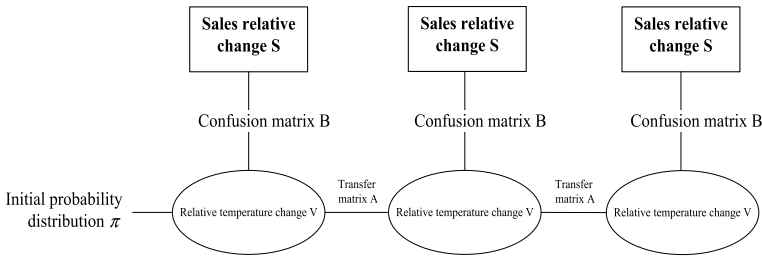 Sales relative
change S
Sales relative
change S
Sales relative
change S
Confusion matrix B
Confusion matrix B
Confusion matrix B
Initial probability
distribution π
Relative temperature change V
Transfer
matrix A
Relative temperature change V
Transfer
matrix A
Relative temperature change V